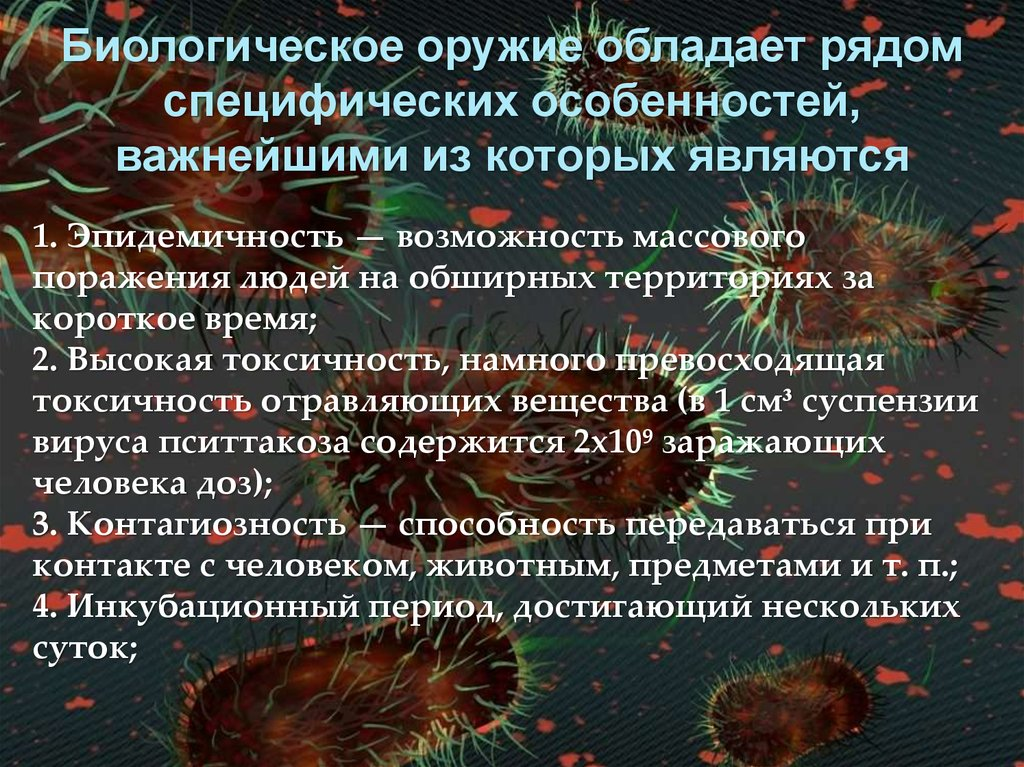 Биологическое оружие обладает рядом
специфических особенностей,
важнейшими из которых являются
1. Эпидемичность — возможность массового
поражения людей на обширных территориях за
короткое время;
2. Высокая токсичность, намного превосходящая
токсичность отравляющих вещества (в 1 см³ суспензии
вируса пситтакоза содержится 2х10⁹ заражающих
человека доз);
3. Контагиозность — способность передаваться при
контакте с человеком, животным, предметами и т. п.;
4. Инкубационный период, достигающий нескольких
суток;